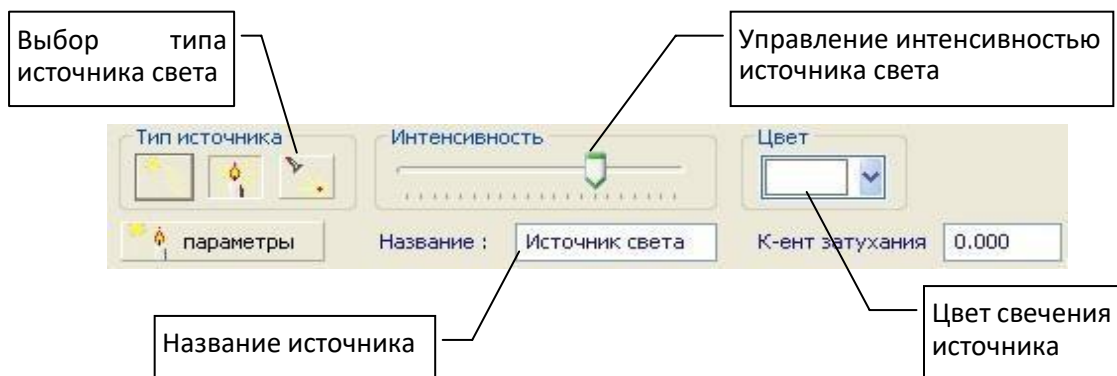 Выбор типа
источника света
Управление интенсивностью
источника света
Тип источника
Интенсивность
Цвет
параметры
Название :
Источник света
К-ент затухания
0.000
Название источника
Цвет свечения
источника